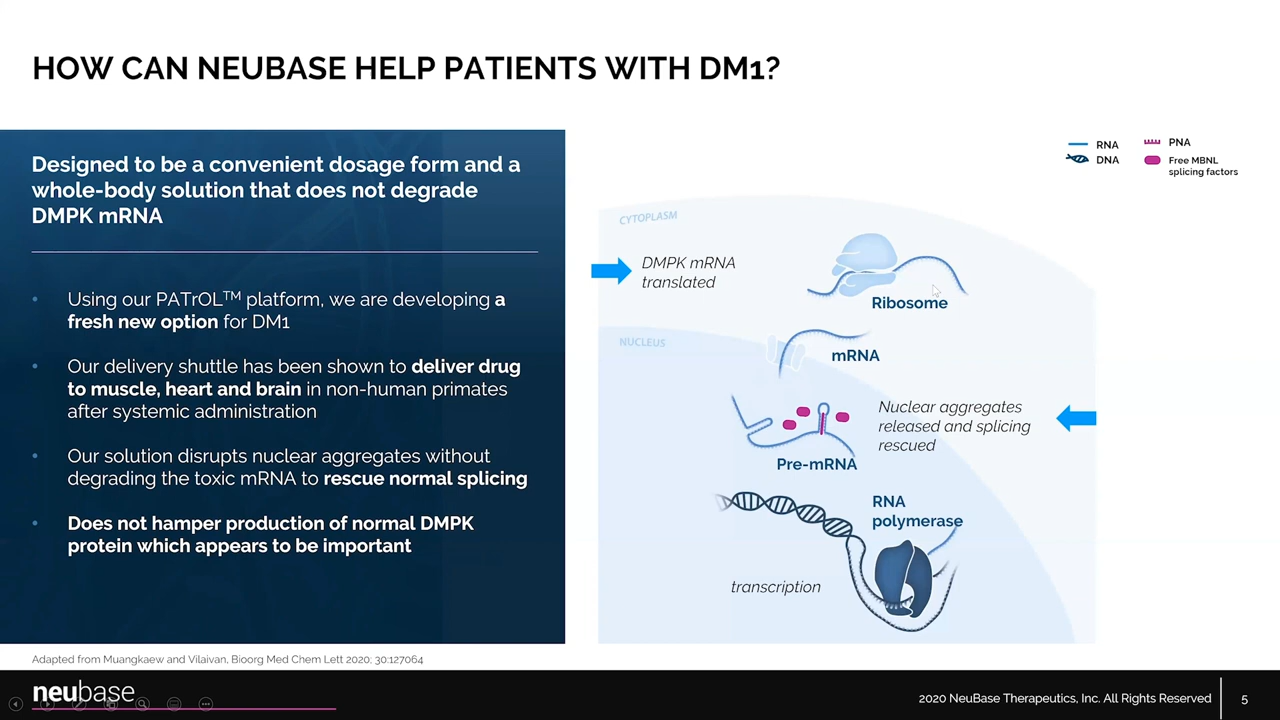 HOW CAN NEUBASE HELP PATIENTS WITH DM1?
Designed to be a convenient dosage form and a
whole-body solution that does not degrade
DMPK mRNA
• Using our PATrOL™ platform, we are developing a
fresh new option for DM1
• Our delivery shuttle has been shown to deliver drug
to muscle, heart and brain in non-human primates
after systemic administration
• Our solution disrupts nuclear aggregates without
degrading the toxic mRNA to rescue normal splicing
• Does not hamper production of normal DMPK
protein which appears to be important
RNA
DNA
PNA
Free MBNL
splicing factors
CYTOPLASM
DMPK mRNA
translated
Ribosome
NUCLEUS
mRNA
Nuclear aggregates
released and splicing
rescued
Pre-mRNA
RNA
polymerase
transcription
Adapted from Muangkaew and Vilaivan, Bioorg Med Chem Lett 2020; 30:127064
neubase
2020 NeuBase Therapeutics, Inc. All Rights Reserved
5